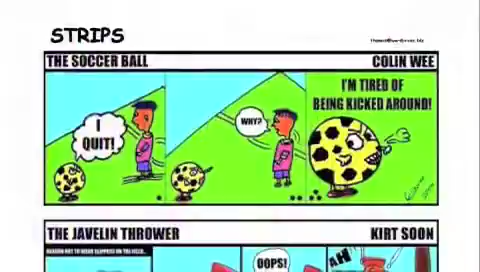 STRIPS
THE SOCCER BALL
COLIN WEE
I
QUIT!
WHY?
I'M TIRED OF
BEING KICKED AROUND!
THE JAVELIN THROWER
KIRT SOON
OOPS!
AH